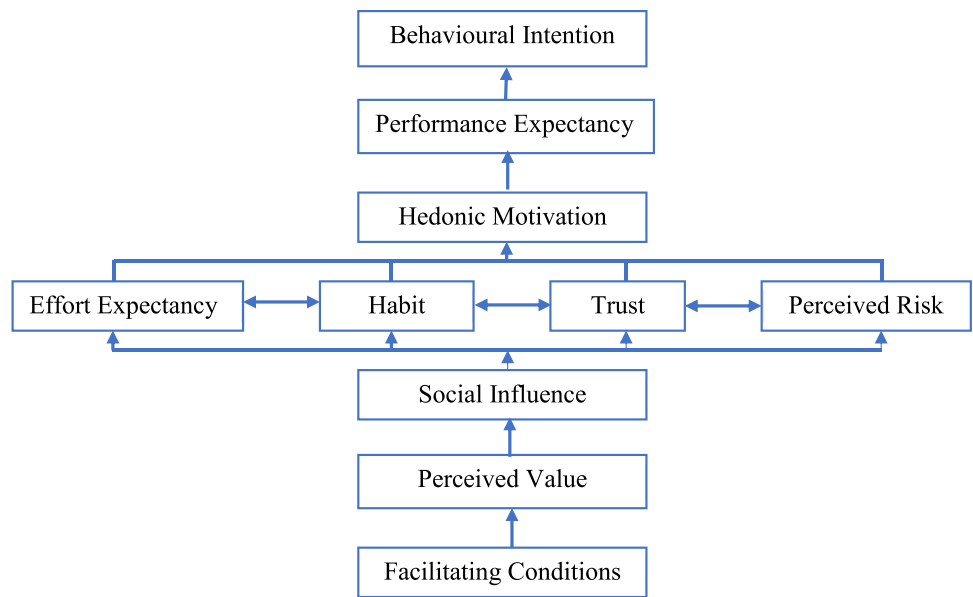 Behavioural Intention
Performance Expectancy
Hedonic Motivation
Effort Expectancy
Habit
Trust
Perceived Risk
Social Influence
Perceived Value
Facilitating Conditions